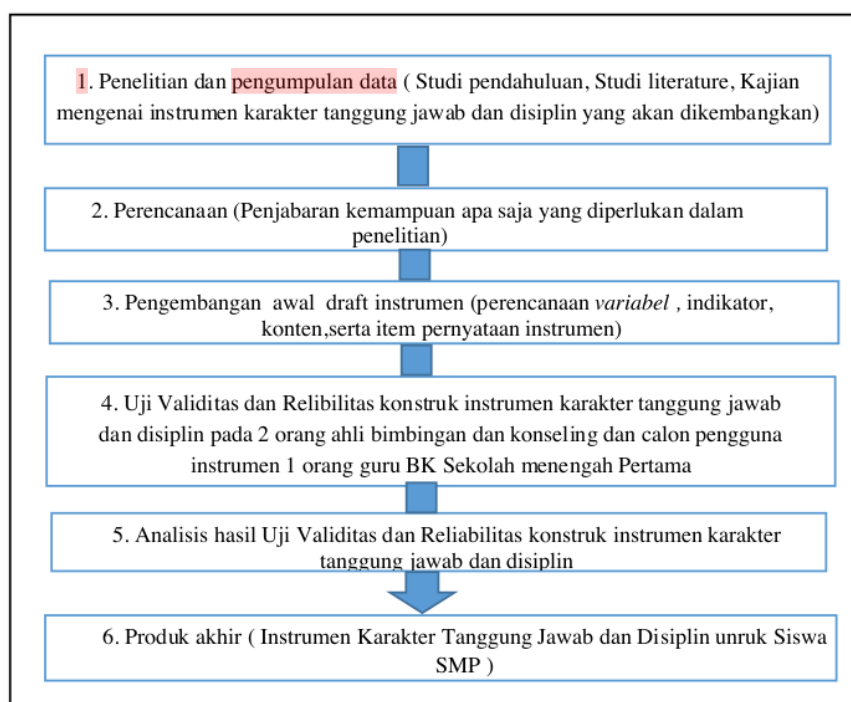 1. Penelitian dan pengumpulan data ( Studi pendahuluan, Studi literature, Kajian
mengenai instrumen karakter tanggung jawab dan disiplin yang akan dikembangkan)
2. Perencanaan (Penjabaran kemampuan apa saja yang diperlukan dalam
penelitian)
3. Pengembangan awal draft instrumen (perencanaan variabel , indikator,
konten,serta item pernyataan instrumen)
4. Uji Validitas dan Relibilitas konstruk instrumen karakter tanggung jawab
dan disiplin pada 2 orang ahli bimbingan dan konseling dan calon pengguna
instrumen 1 orang guru BK Sekolah menengah Pertama
5. Analisis hasil Uji Validitas dan Reliabilitas konstruk instrumen karakter
tanggung jawab dan disiplin
6. Produk akhir ( Instrumen Karakter Tanggung Jawab dan Disiplin unruk Siswa
SMP )